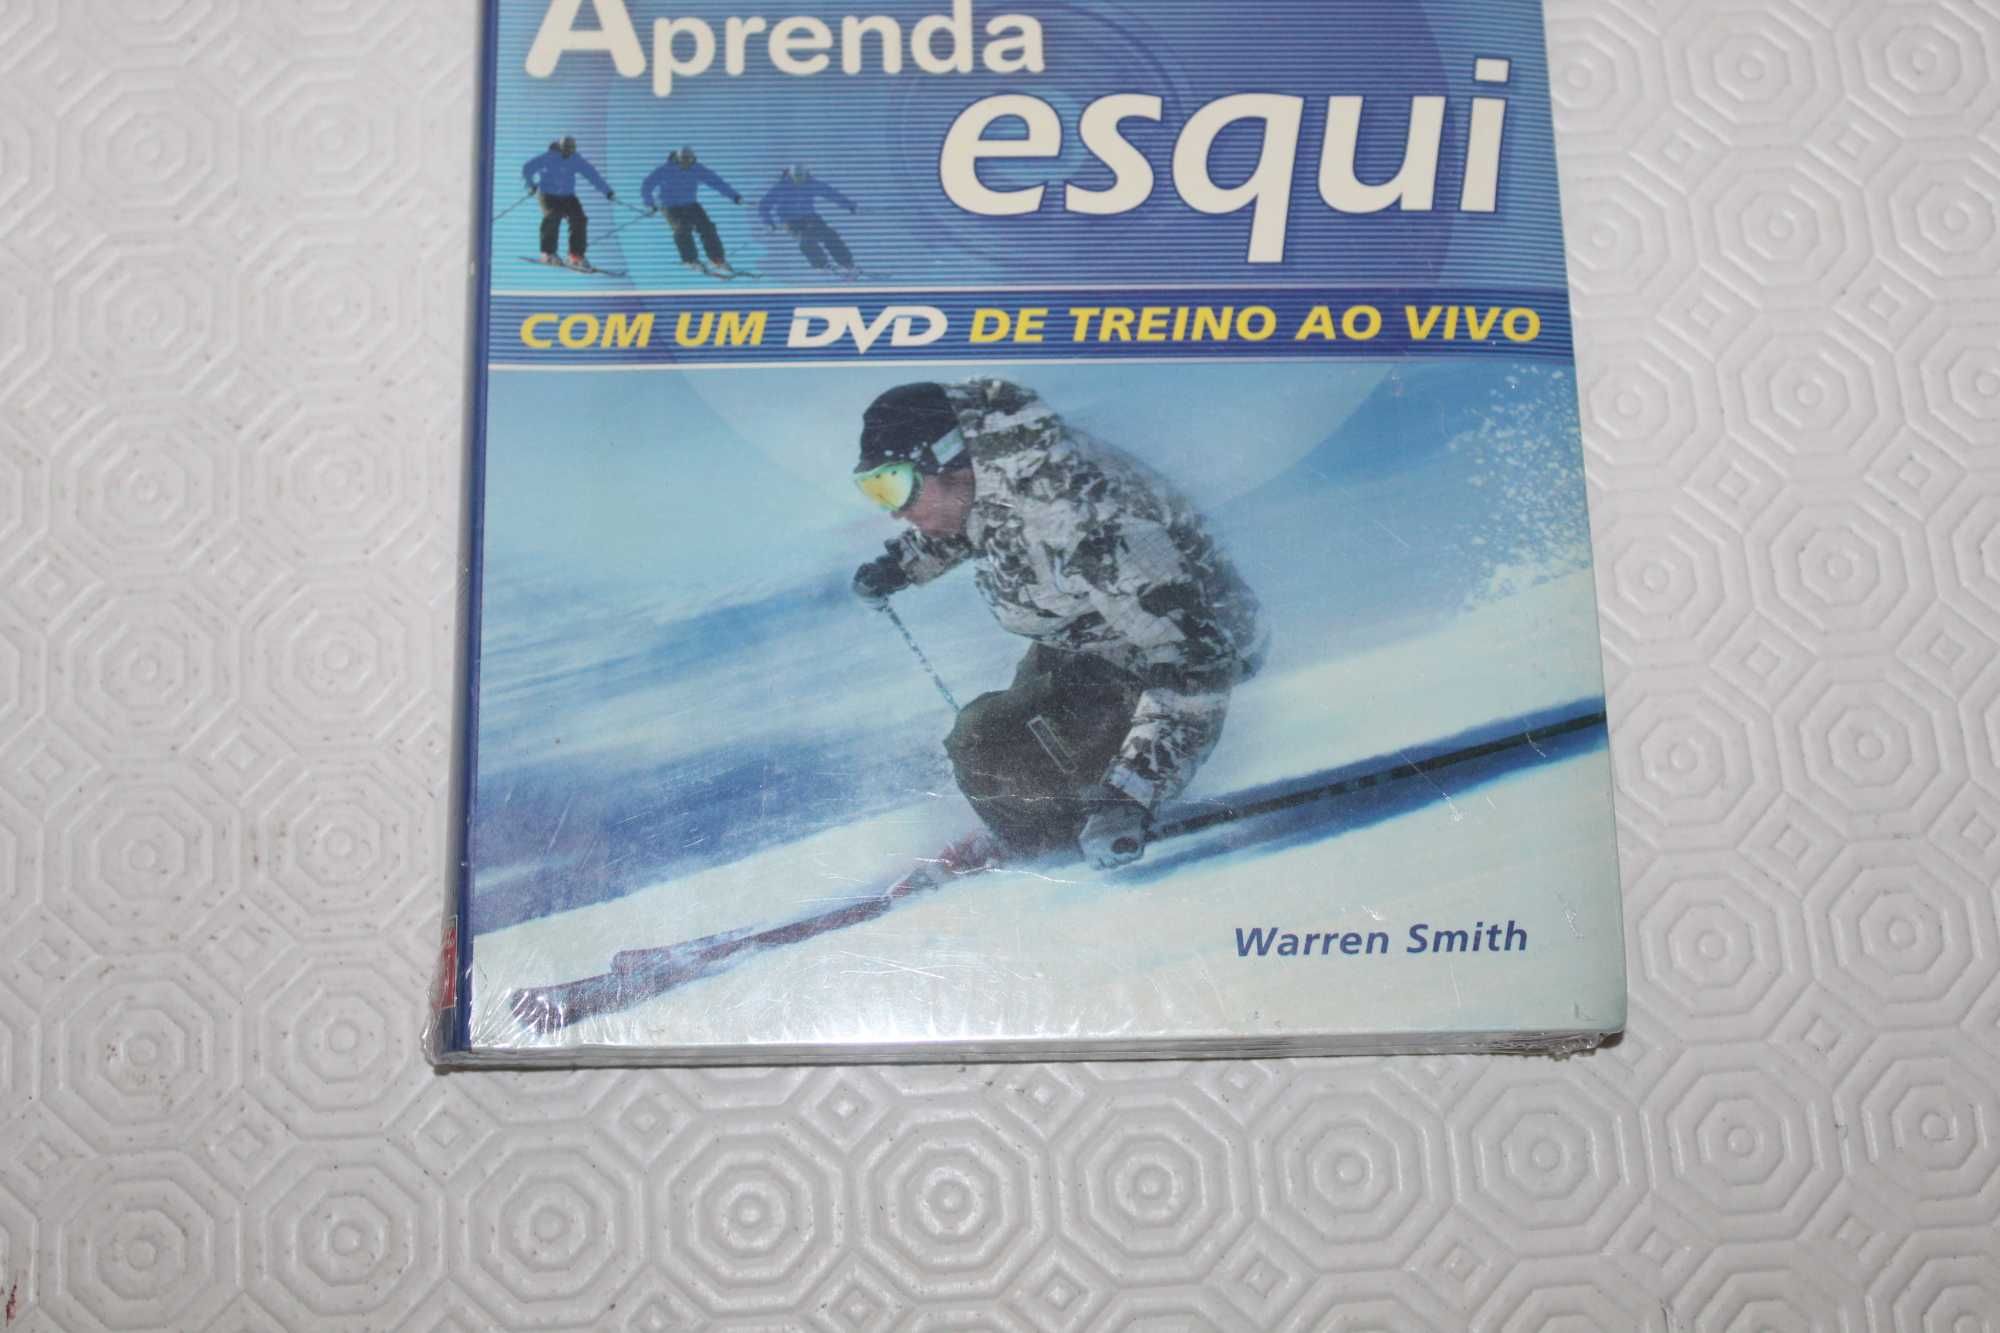 Aprenda
esqui
COM UM DVD DE TREINO AO VIVO
Warren Smith